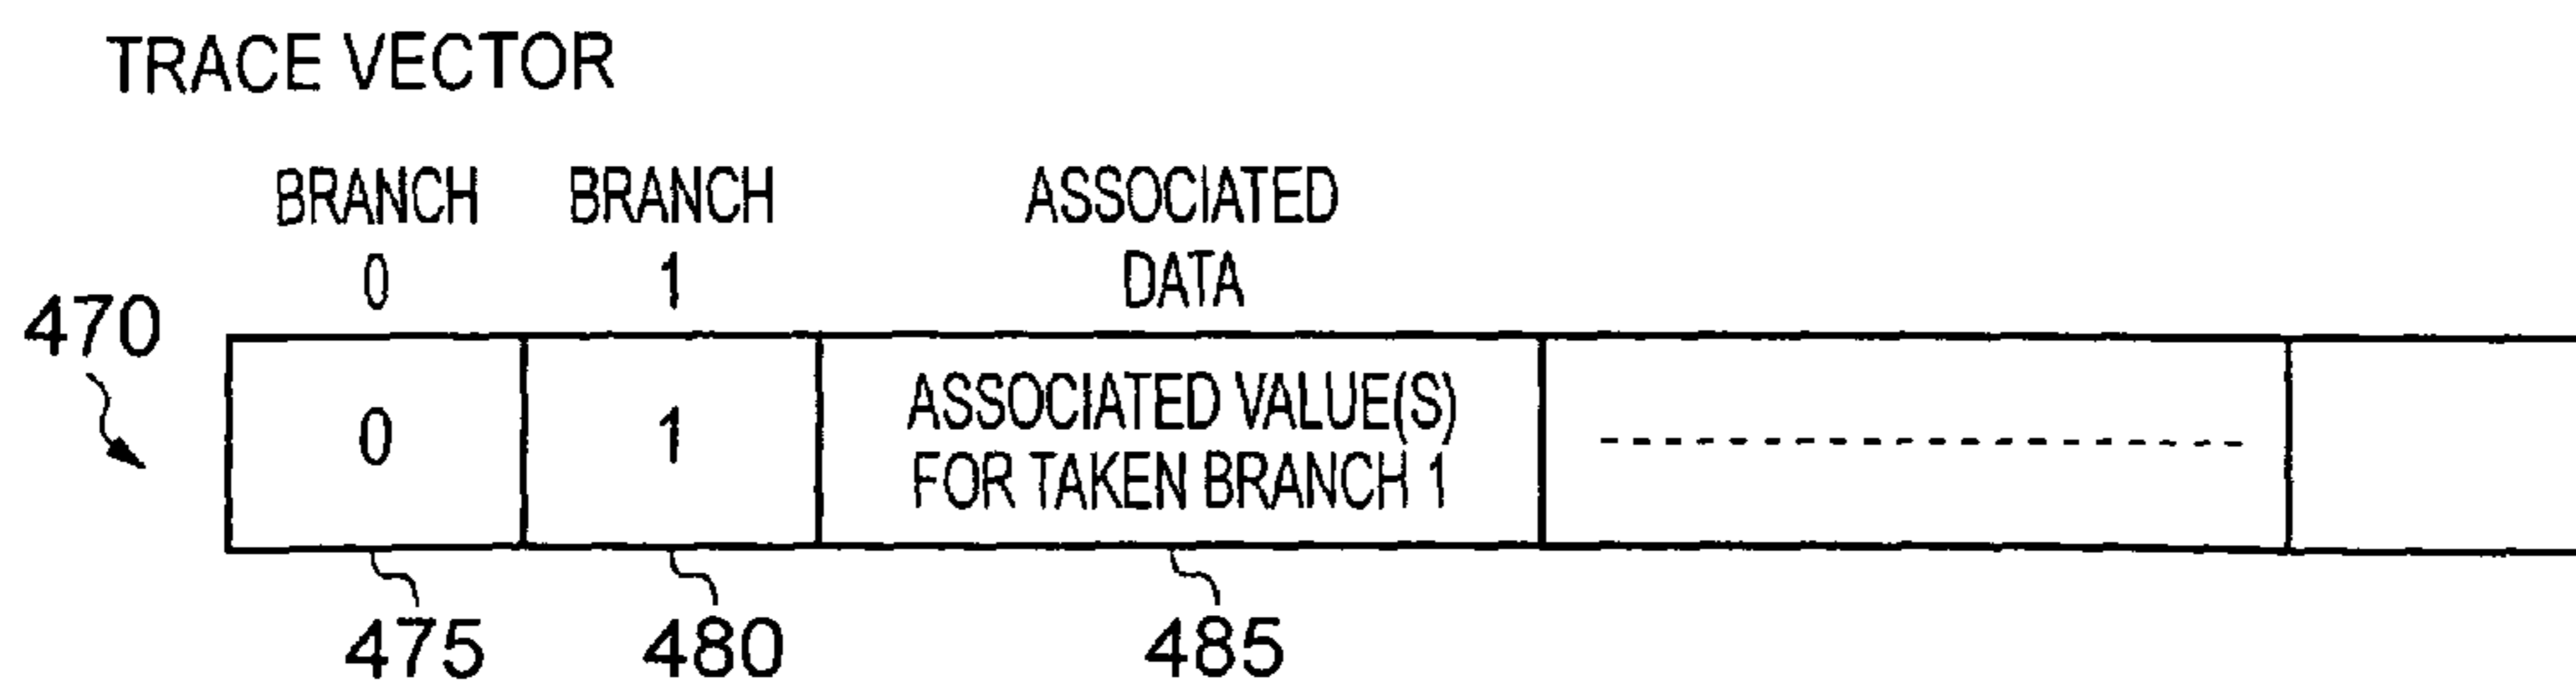 TRACE VECTOR
BRANCH BRANCH ASSOCIATED
0 1 DATA
470
0 1 ASSOCIATED VALUE(S)
FOR TAKEN BRANCH 1
475 480 485